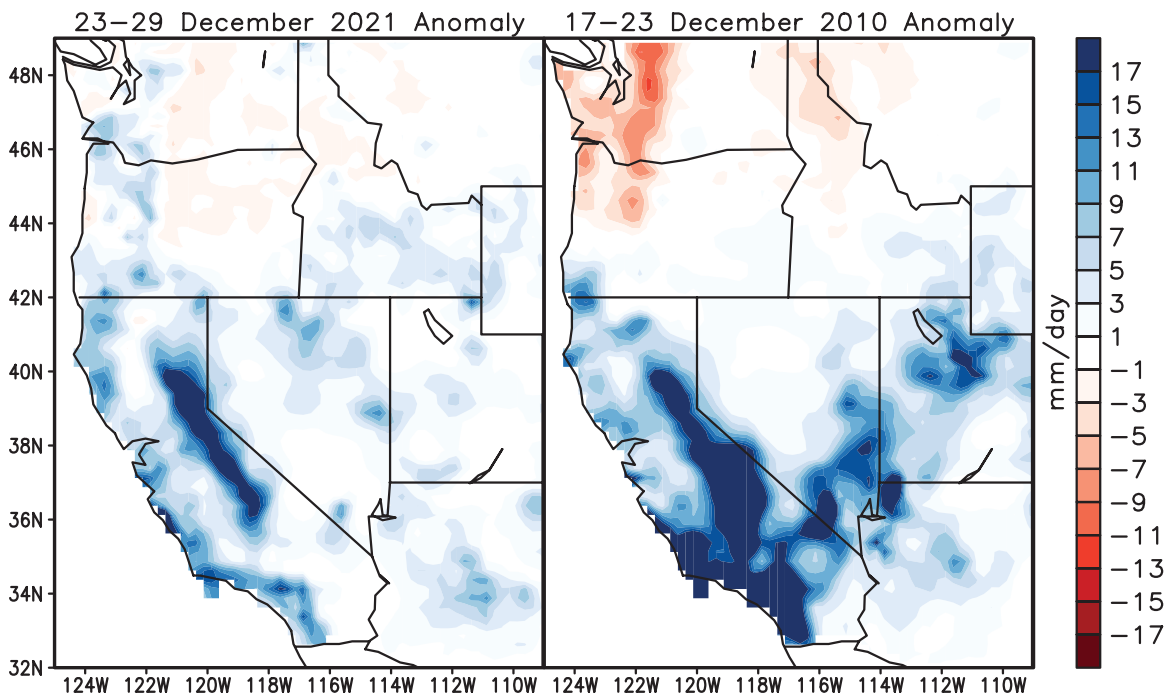 23−29 December 2021 Anomaly
17−23 December 2010 Anomaly
48N
46N
44N
42N
40N
38N
36N
34N
32N
124W 122W 120W 118W 116W 114W 112W 110W
124W 122W 120W 118W 116W 114W 112W 110W
17
15
13
11
9
7
5
3
1
−1
−3
−5
−7
−9
−11
−13
−15
−17
mm/day